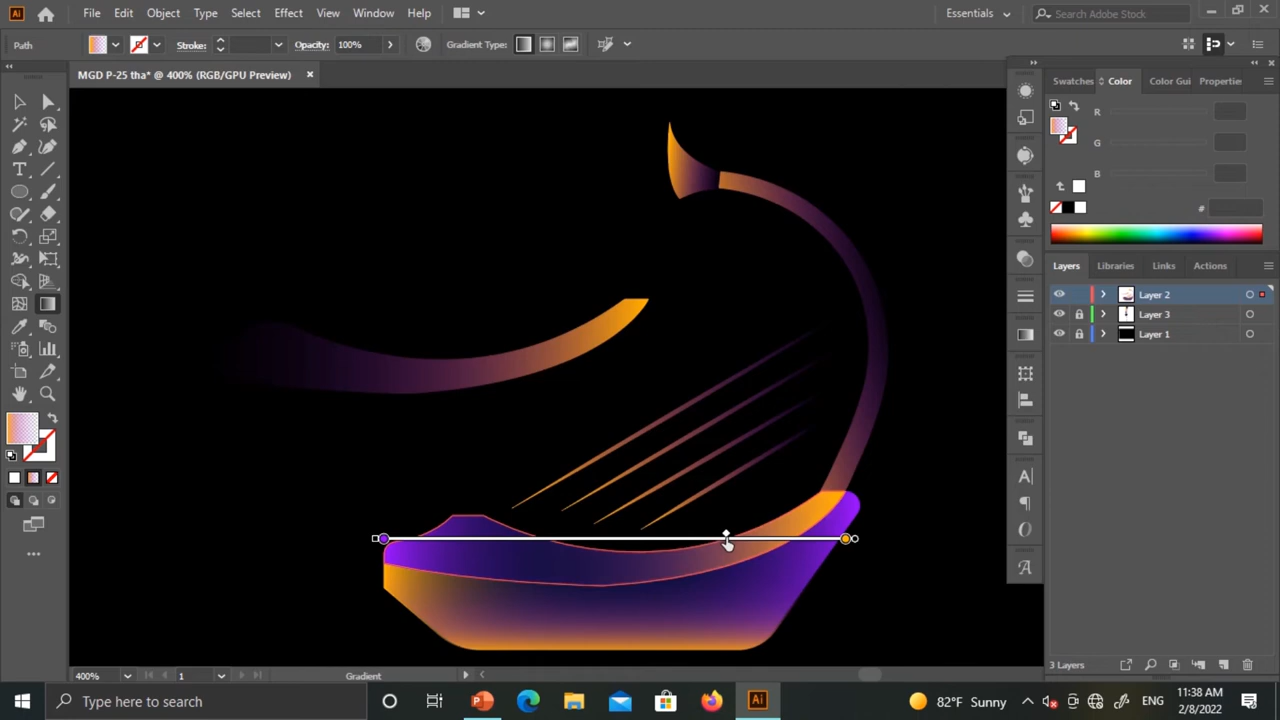 File Edit Object Type Select Effect View Window Help Essentials Search Adobe Stock
Path Stroke: Opacity: 100% Gradient Type:
MGD P-25 tha* @ 400% (RGB/GPU Preview)
Swatches Color Color Gui Properties
R
G
B
#
Layers Libraries Links Actions
Layer 2
Layer 3
Layer 1
3 Layers
400% 1 Gradient
Type here to search 82°F Sunny ENG 11:38 AM
2/8/2022